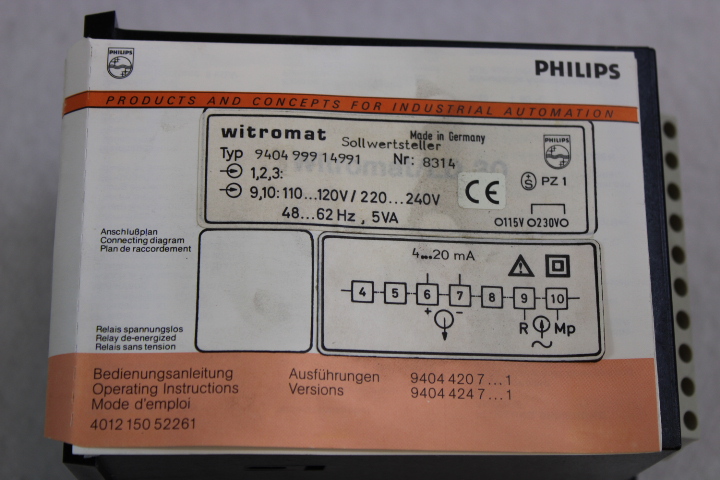 PHILIPS
PHILIPS
PRODUCTS AND CONCEPTS FOR INDUSTRIAL AUTOMATION
witromat Made in Germany
Sollwertsteller
PHILIPS
Typ 9404 999 14991 Nr: 8314
1,2,3:
S PZ 1
9,10: 110...120V / 220...240V
CE
48...62 Hz , 5VA
115V 230V
Anschlußplan
Connecting diagram
Plan de raccordement
4...20 mA
4 5 6 7 8 9 10
+ -
R Mp
Relais spannungslos
Relay de-energized
Relais sans tension
Bedienungsanleitung
Operating Instructions
Mode d'emploi
4012 150 52261
Ausführungen 9404 420 7...1
Versions 9404 424 7...1